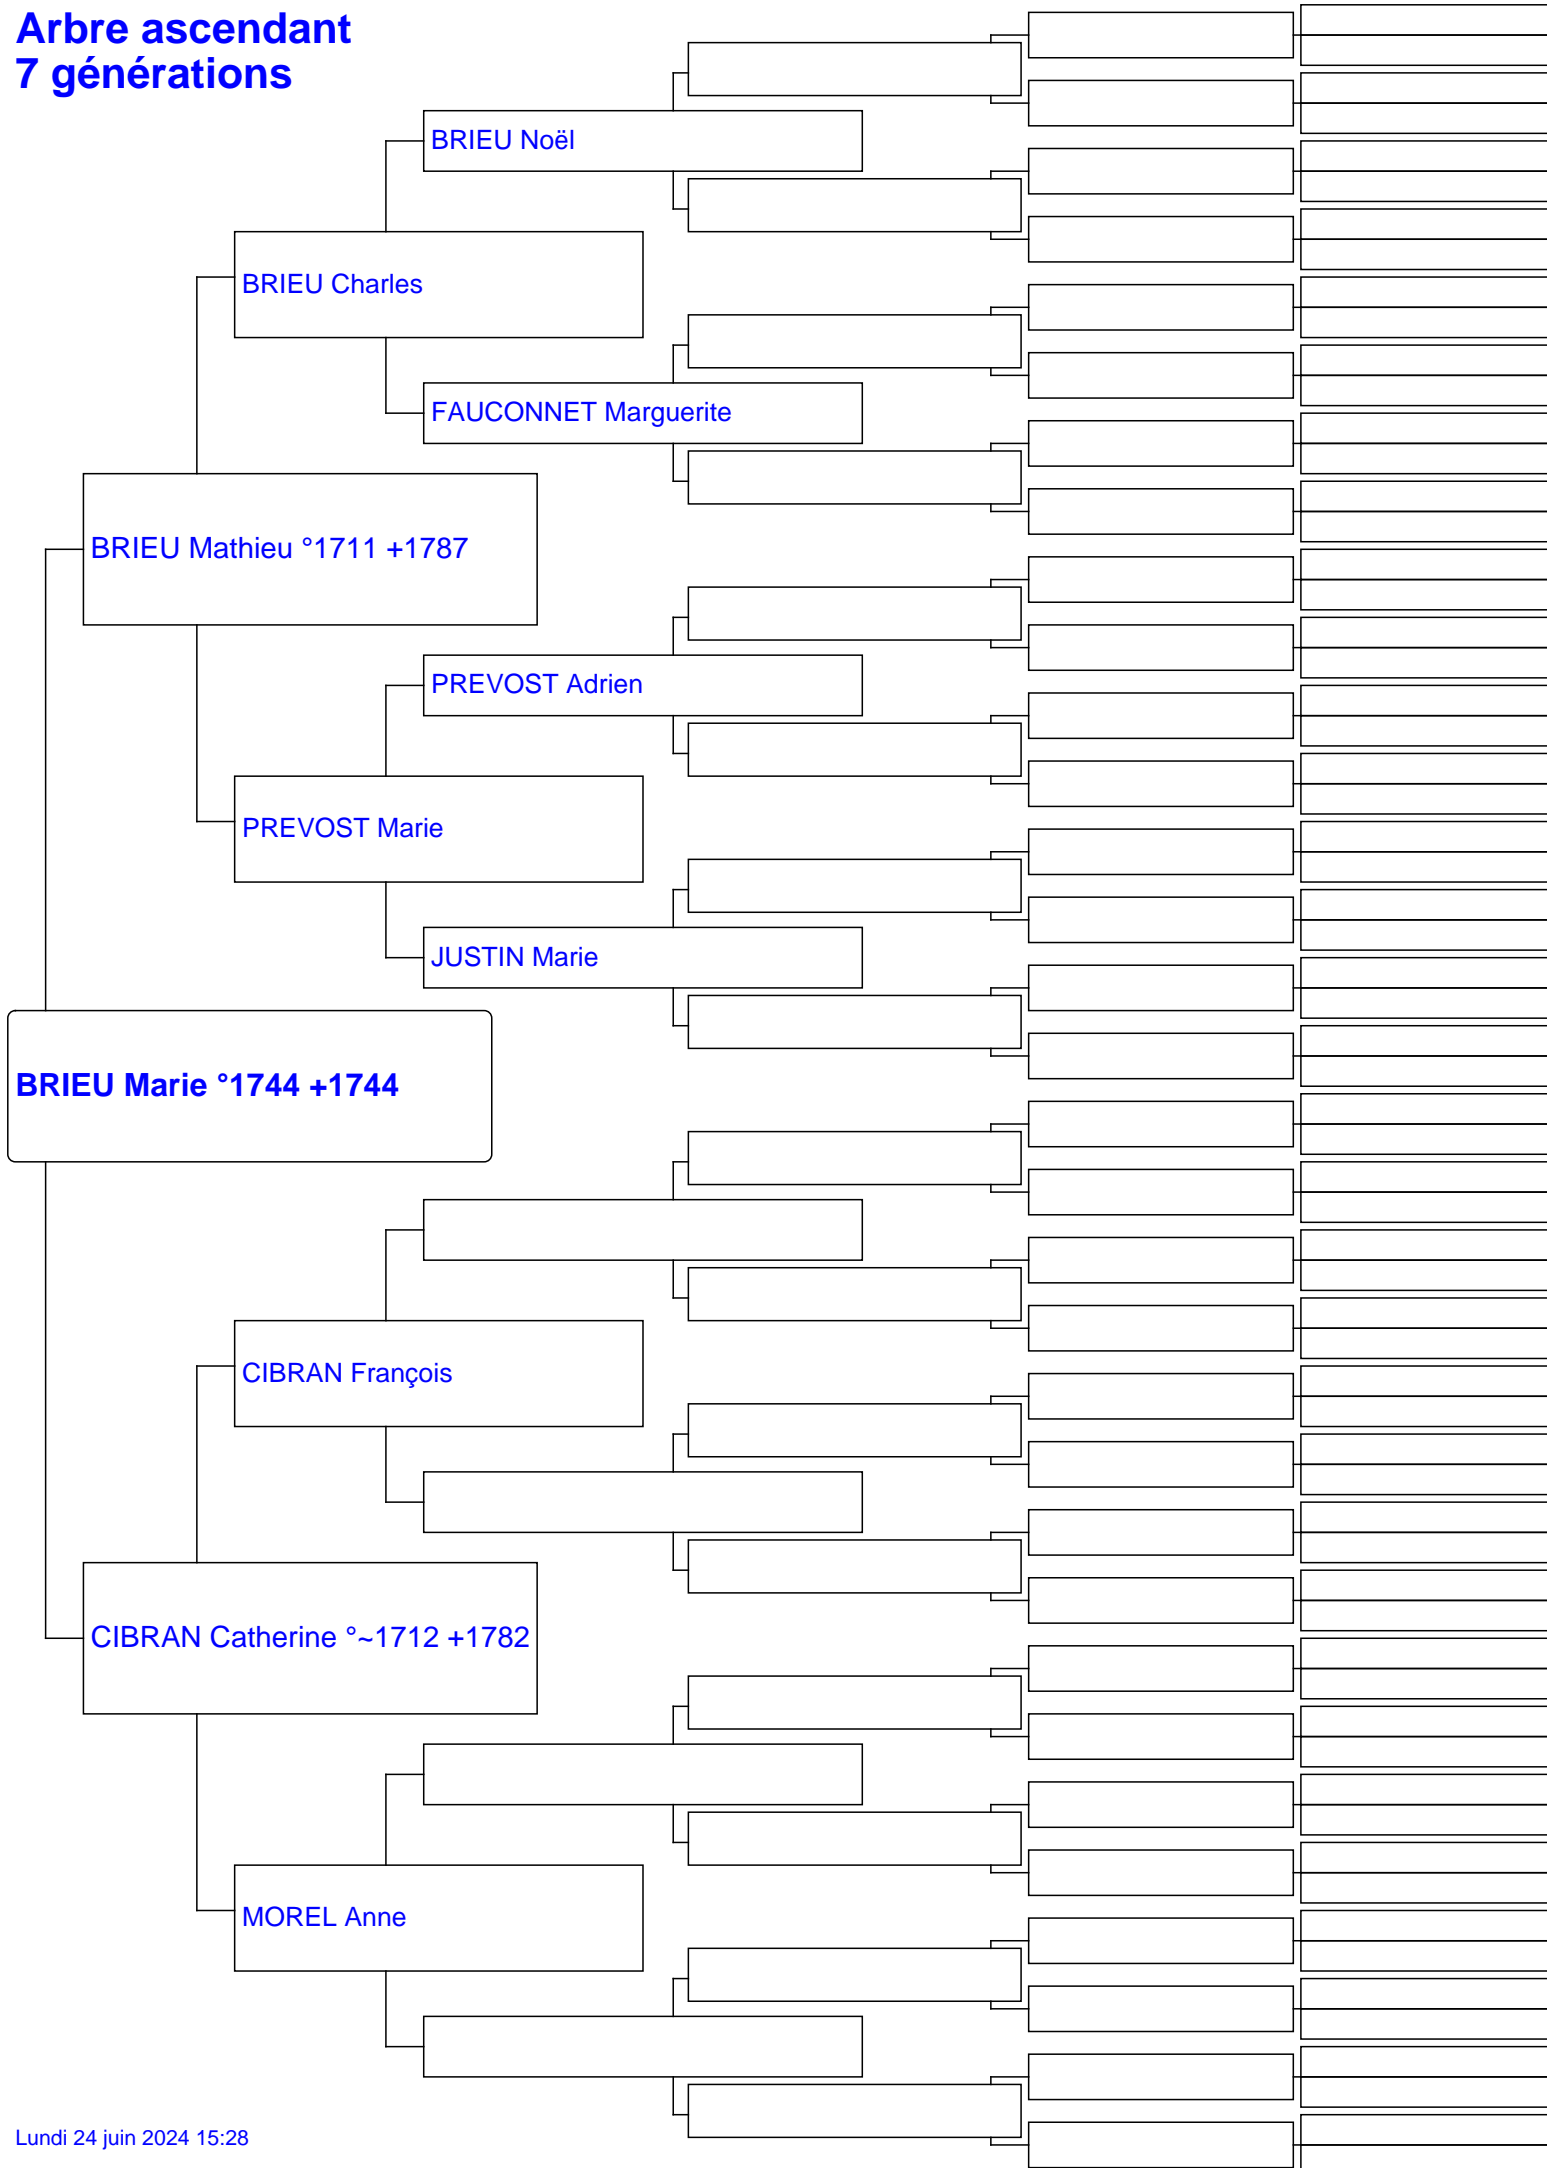 Arbre ascendant
7 générations
BRIEU Noël
BRIEU Charles
FAUCONNET Marguerite
BRIEU Mathieu °1711 +1787
PREVOST Adrien
PREVOST Marie
JUSTIN Marie
BRIEU Marie °1744 +1744
CIBRAN François
CIBRAN Catherine °~1712 +1782
MOREL Anne
Lundi 24 juin 2024 15:28